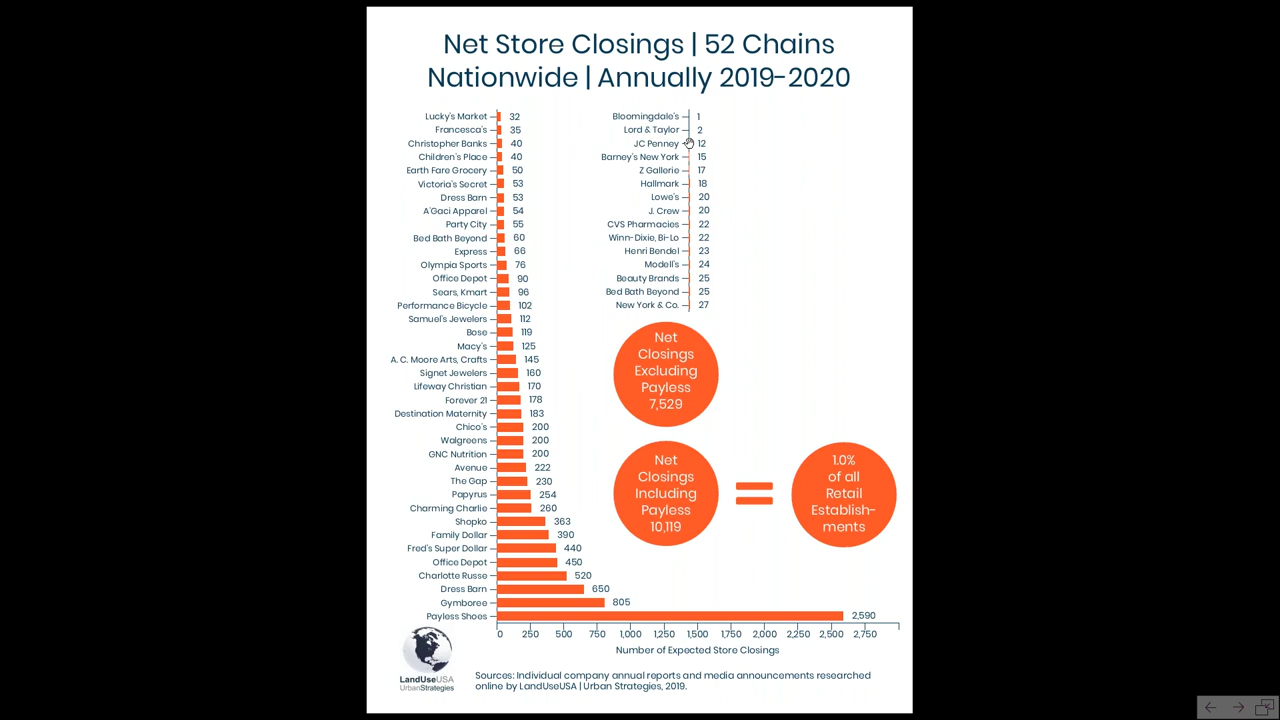 Net Store Closings | 52 Chains
Nationwide | Annually 2019-2020
Lucky's Market 32
Francesca's 35
Christopher Banks 40
Children's Place 40
Earth Fare Grocery 50
Victoria's Secret 53
Dress Barn 53
A'Gaci Apparel 54
Party City 55
Bed Bath Beyond 60
Express 66
Olympia Sports 76
Office Depot 90
Sears, Kmart 96
Performance Bicycle 102
Samuel's Jewelers 112
Bose 119
Macy's 125
A. C. Moore Arts, Crafts 145
Signet Jewelers 160
Lifeway Christian 170
Forever 21 178
Destination Maternity 183
Chico's 200
Walgreens 200
GNC Nutrition 200
Avenue 222
The Gap 230
Papyrus 254
Charming Charlie 260
Shopko 363
Family Dollar 390
Fred's Super Dollar 440
Office Depot 450
Charlotte Russe 520
Dress Barn 650
Gymboree 805
Payless Shoes 2,590
0 250 500 750 1,000 1,250 1,500 1,750 2,000 2,250 2,500 2,750
Number of Expected Store Closings
Bloomingdale's 1
Lord & Taylor 2
JC Penney 12
Barney's New York 15
Z Gallerie 17
Hallmark 18
Lowe's 20
J. Crew 20
CVS Pharmacies 22
Winn-Dixie, Bi-Lo 22
Henri Bendel 23
Modell's 24
Beauty Brands 25
Bed Bath Beyond 25
New York & Co. 27
Net
Closings
Excluding
Payless
7,529
Net
Closings
Including
Payless
10,119
=
1.0%
of all
Retail
Establish-
ments
LandUseUSA
UrbanStrategies
Sources: Individual company annual reports and media announcements researched
online by LandUseUSA | Urban Strategies, 2019.